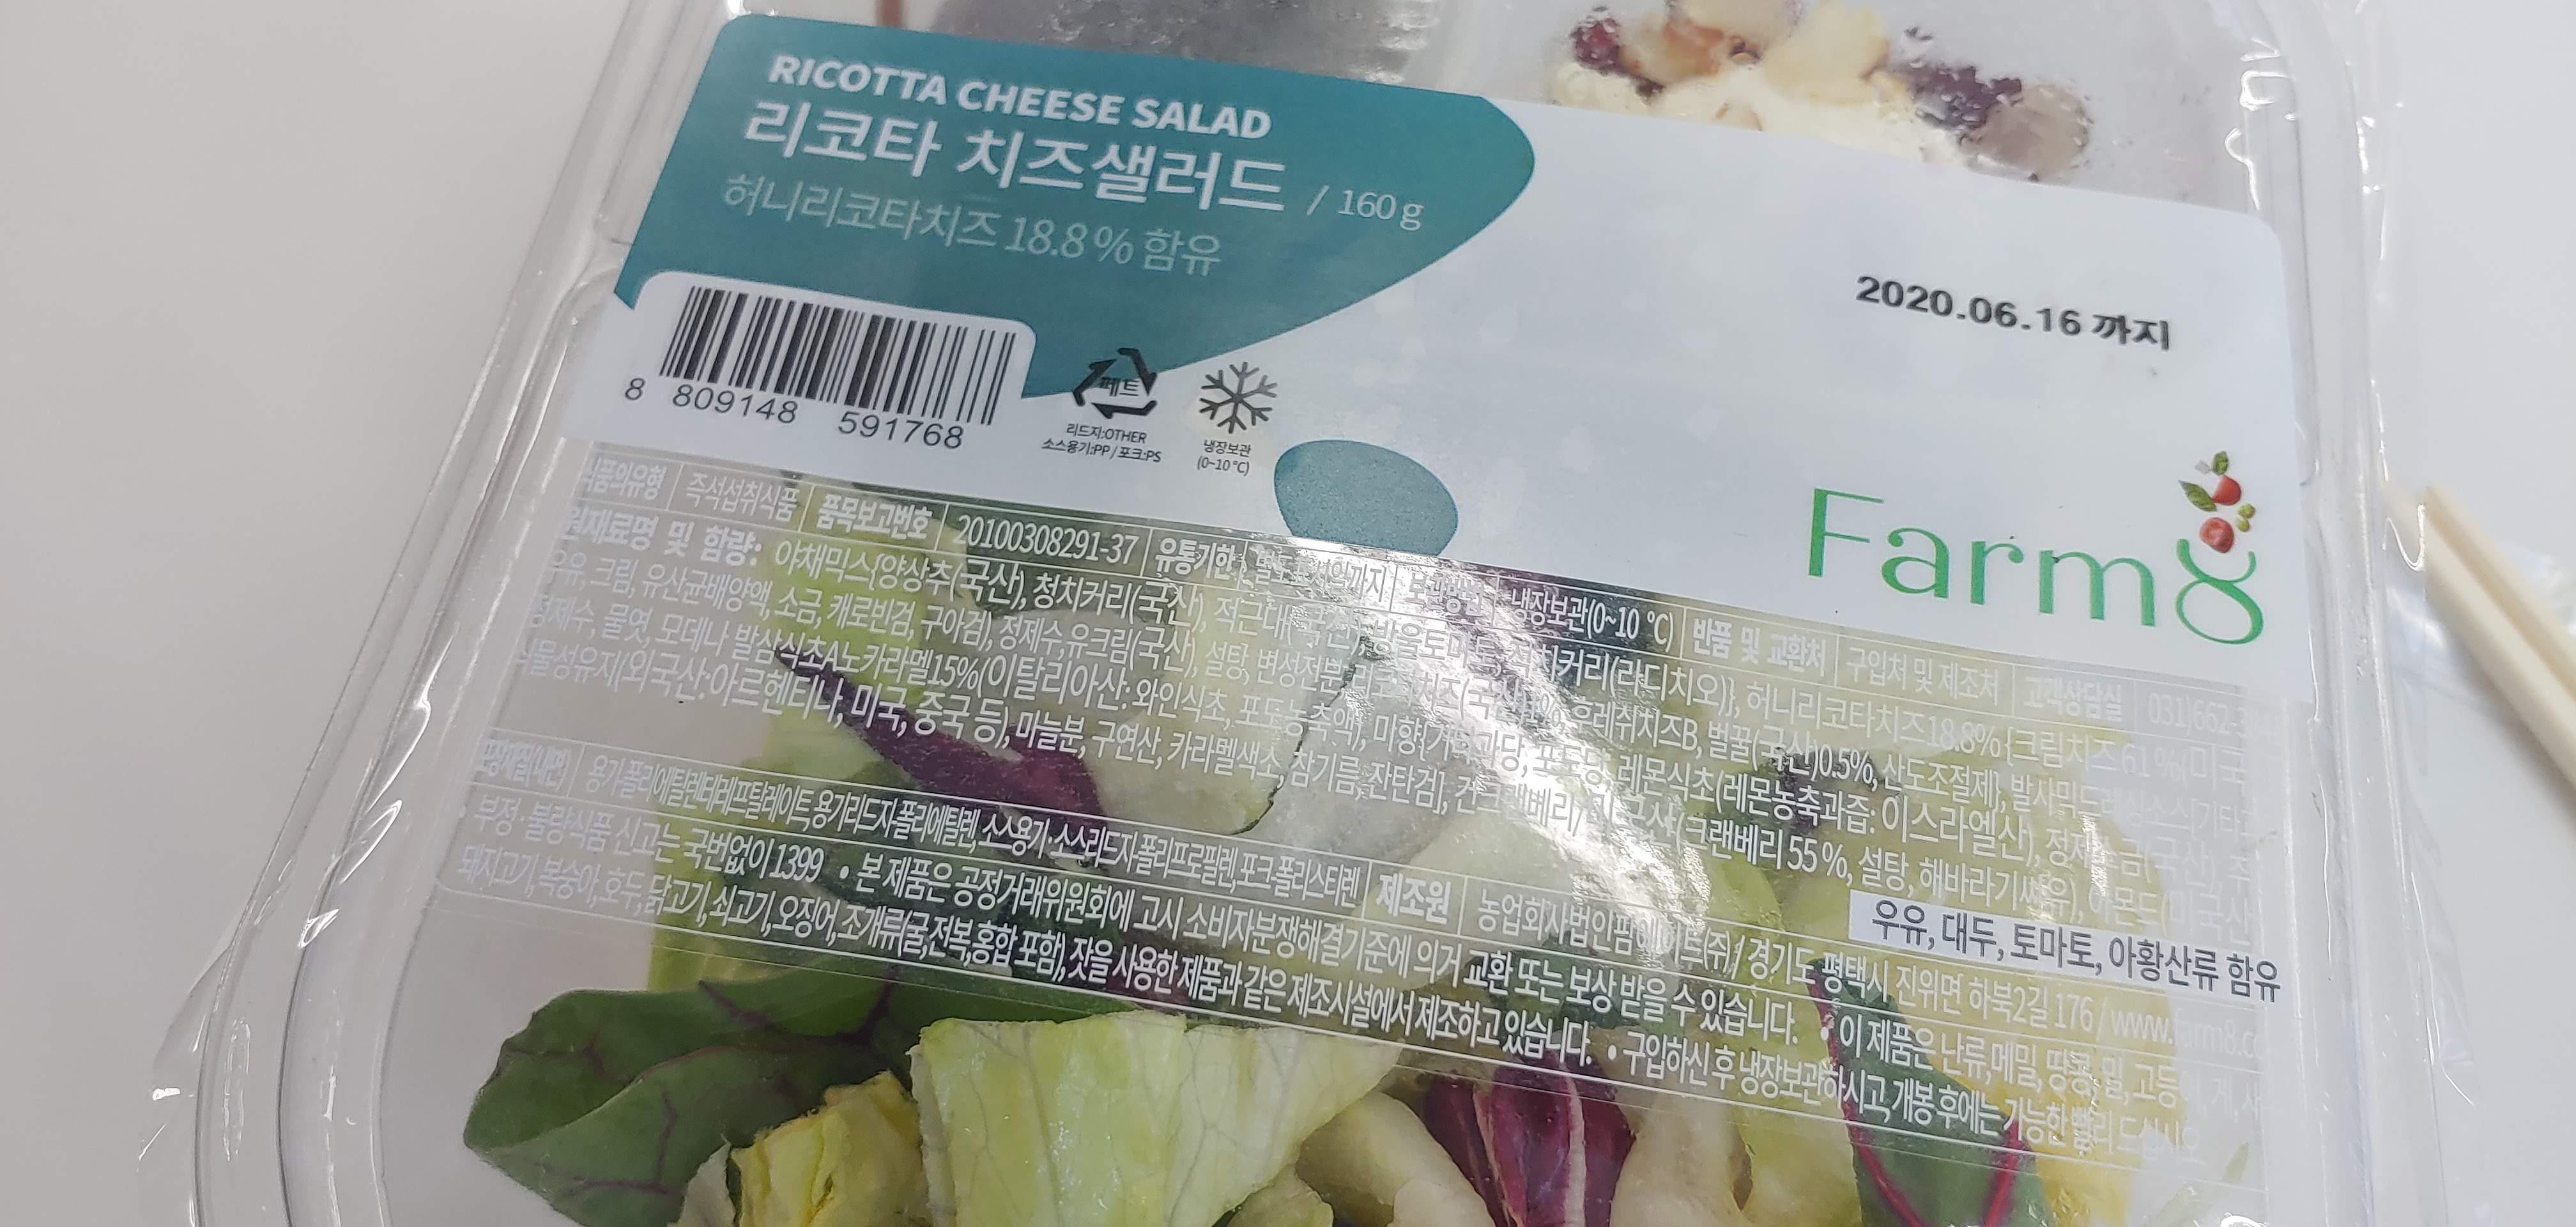 RICOTTA CHEESE SALAD
리코타 치즈샐러드 / 160g
허니리코타치즈 18.8% 함유
2020.06.16 까지
8 809148 591768
페트
리드지:OTHER
소스용기:PP / 포크:PS
냉장보관
(0~10℃)
Farm8
즉석섭취식품 품목보고번호 20100308291-37 유통기한 냉장보관(0~10 ℃) 반품 및 교환처 구입처 및 제조처 고객상담실 031)662-
원재료명 및 함량: 야채믹스{양상추(국산), 청치커리(국산), 적근대 방울토마토, 적치커리(라디치오)}, 허니리코타치즈18.8% {크림치즈 61%(미국
크림, 유산균배양액, 소금, 캐로빈검, 구아검), 정제수,유크림(국산), 설탕, 변성전분, 후레쉬치즈B, 벌꿀(국산)0.5%, 산도조절제},
정제수, 물엿, 모데나 발삼식초A노카라멜15%(이탈리아산: 와인식초, 포도농축액), 레몬식초(레몬농축과즙: 이스라엘산),
식물성유지(외국산:아르헨티나, 미국, 중국 등), 마늘분, 구연산, 카라멜색소, 참기름, 잔탄검], (크랜베리 55%, 설탕, 해바라기씨유),
우유, 대두, 토마토, 아황산류 함유
용기:폴리에틸렌테레프탈레이트, 용기리드지:폴리에틸렌, 소스용기·소스리드지:폴리프로필렌, 포크:폴리스티렌 제조원 경기도 평택시 진위면 하북2길 176 / www.farm8.co
• 부정·불량식품 신고는 국번없이 1399 • 본 제품은 공정거래위원회에 고시 소비자분쟁해결기준에 의거 교환 또는 보상 받을 수 있습니다. • 이 제품은 난류,메밀, 땅콩, 밀, 고등어, 게,
돼지고기, 복숭아, 호두, 닭고기, 쇠고기, 오징어, 조개류(굴,전복,홍합 포함), 잣을 사용한 제품과 같은 제조시설에서 제조하고 있습니다. • 구입하신 후 냉장보관하시고, 개봉 후에는 가능한 빨리 드십시오